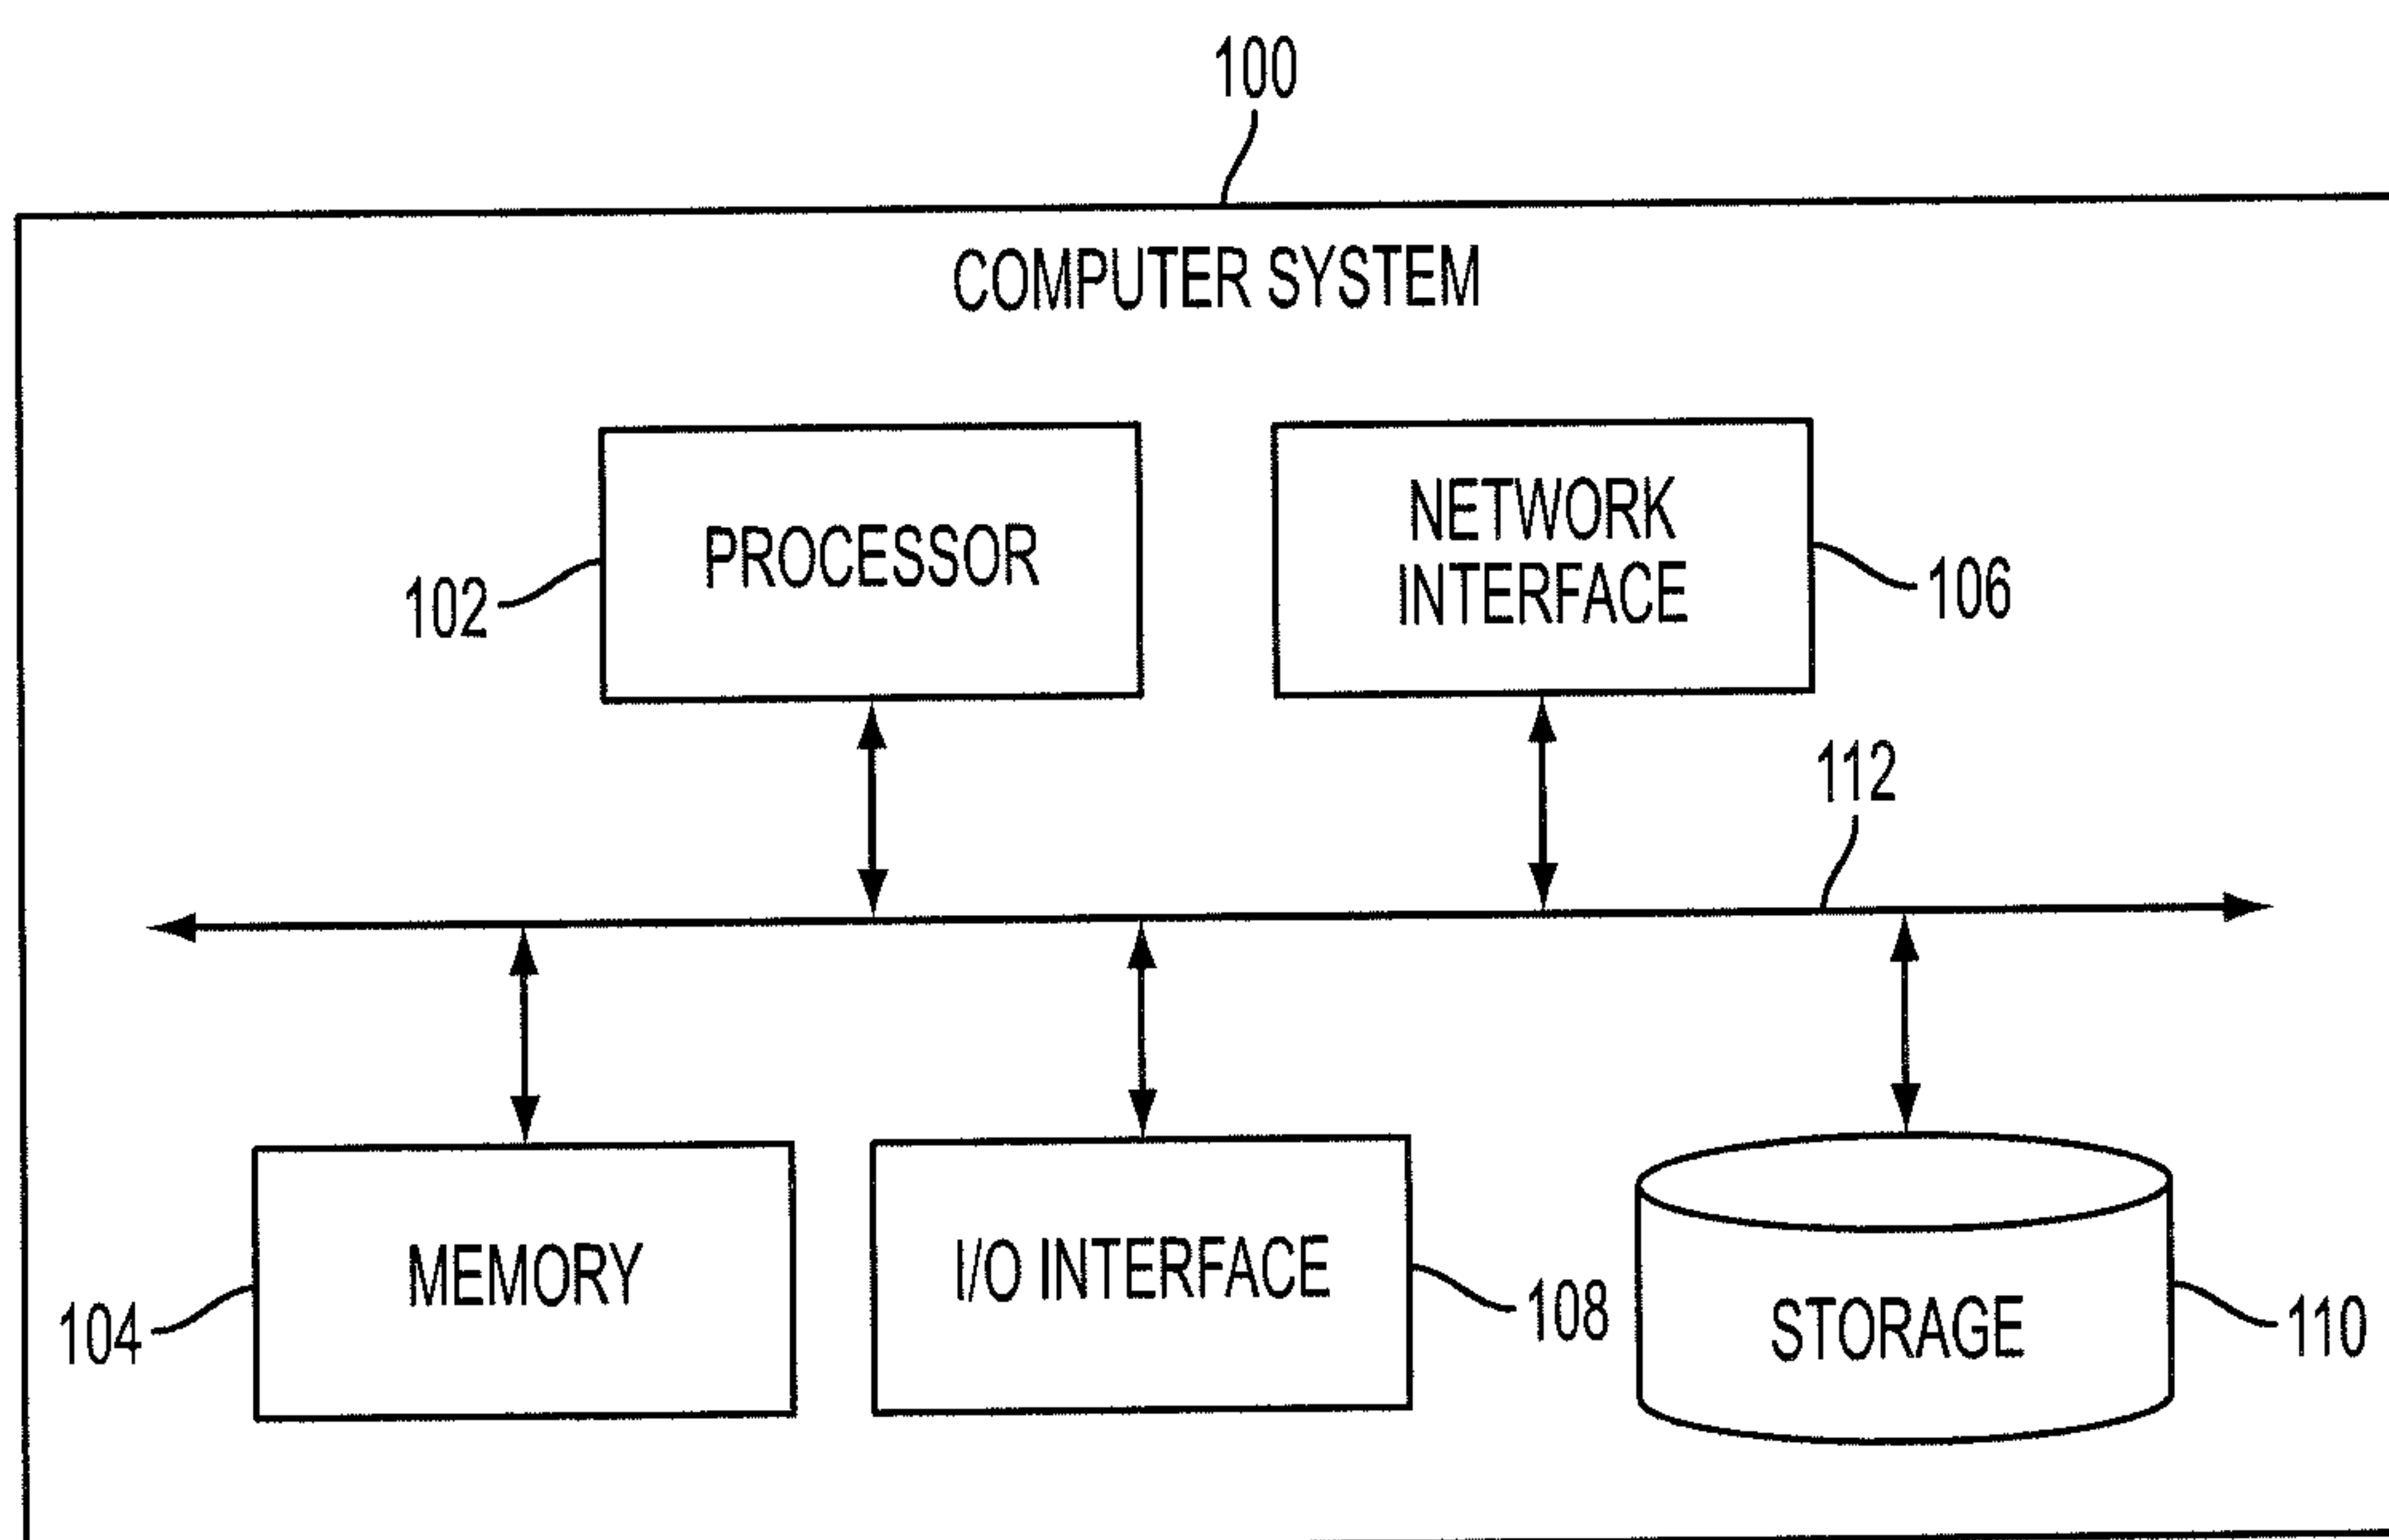 100
COMPUTER SYSTEM
PROCESSOR
NETWORK
INTERFACE
102
106
112
MEMORY
I/O INTERFACE
STORAGE
104
108
110